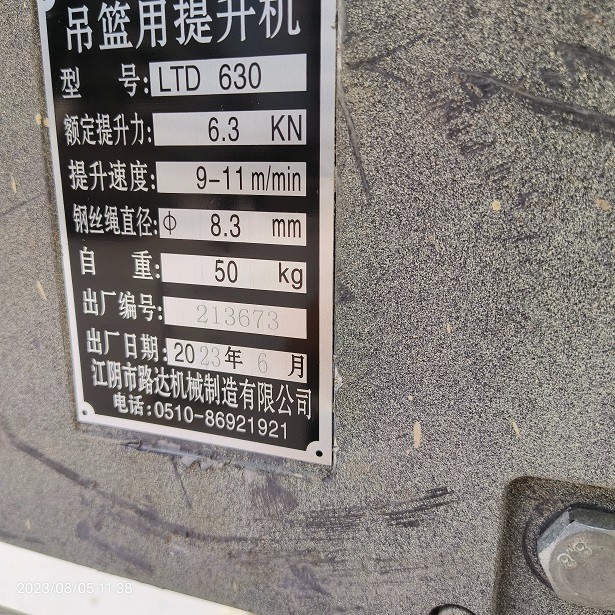 吊篮用提升机
型 号: LTD 630
额定提升力: 6.3 KN
提升速度: 9-11 m/min
钢丝绳直径: ф 8.3 mm
自 重: 50 kg
出厂编号: 213673
出厂日期: 2023年 6 月
江阴市路达机械制造有限公司
电话:0510-86921921
8.8
2023/08/05 11:38